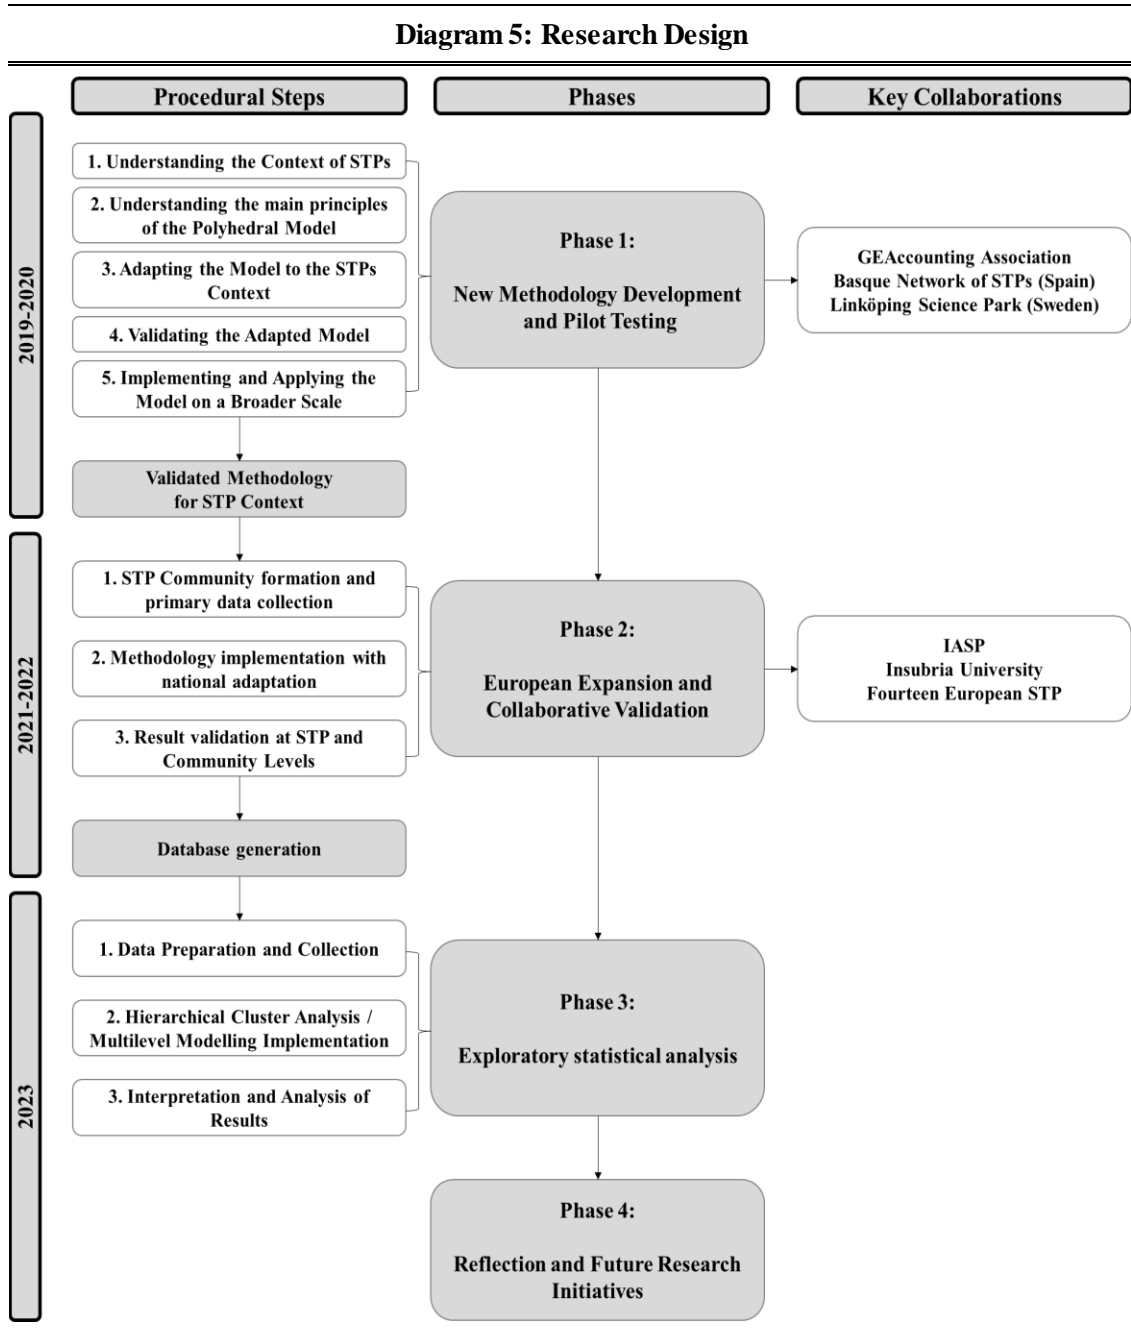 Diagram 5: Research Design
Procedural Steps
Phases
Key Collaborations
2019-2020
1. Understanding the Context of STPs
2. Understanding the main principles
of the Polyhedral Model
3. Adapting the Model to the STPs
Context
4. Validating the Adapted Model
5. Implementing and Applying the
Model on a Broader Scale
Validated Methodology
for STP Context
Phase 1:
New Methodology Development
and Pilot Testing
GEAccounting Association
Basque Network of STPs (Spain)
Linköping Science Park (Sweden)
2021-2022
1. STP Community formation and
primary data collection
2. Methodology implementation with
national adaptation
3. Result validation at STP and
Community Levels
Database generation
Phase 2:
European Expansion and
Collaborative Validation
IASP
Insubria University
Fourteen European STP
2023
1. Data Preparation and Collection
2. Hierarchical Cluster Analysis /
Multilevel Modelling Implementation
3. Interpretation and Analysis of
Results
Phase 3:
Exploratory statistical analysis
Phase 4:
Reflection and Future Research
Initiatives